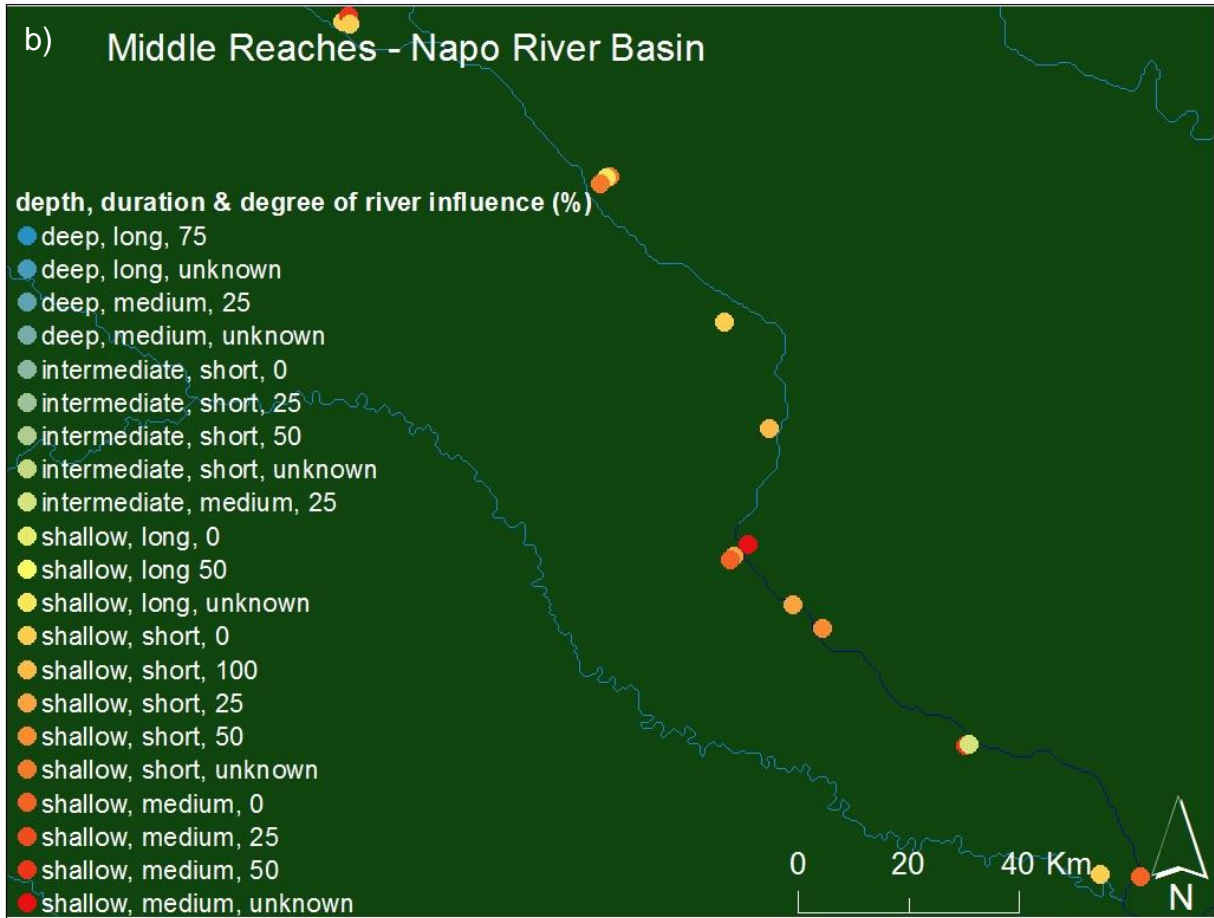 b) Middle Reaches - Napo River Basin
depth, duration & degree of river influence (%)
deep, long, 75
deep, long, unknown
deep, medium, 25
deep, medium, unknown
intermediate, short, 0
intermediate, short, 25
intermediate, short, 50
intermediate, short, unknown
intermediate, medium, 25
shallow, long, 0
shallow, long 50
shallow, long, unknown
shallow, short, 0
shallow, short, 100
shallow, short, 25
shallow, short, 50
shallow, short, unknown
shallow, medium, 0
shallow, medium, 25
shallow, medium, 50
shallow, medium, unknown
0 20 40 Km
N